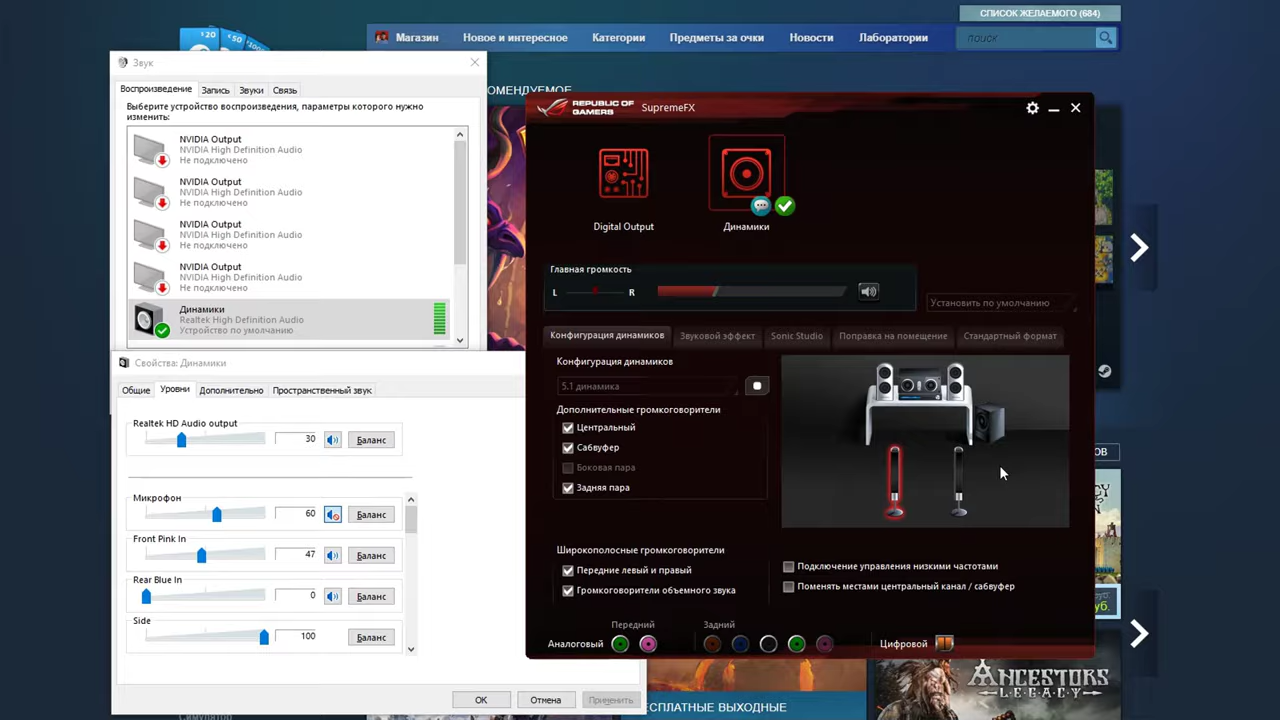 $20
€50
$100
СПИСОК ЖЕЛАЕМОГО (684)
Магазин
Новое и интересное
Категории
Предметы за очки
Новости
Лаборатории
поиск
КОМЕНДУЕМОЕ
Звук
Воспроизведение
Запись
Звуки
Связь
Выберите устройство воспроизведения, параметры которого нужно
изменить:
NVIDIA Output
NVIDIA High Definition Audio
Не подключено
NVIDIA Output
NVIDIA High Definition Audio
Не подключено
NVIDIA Output
NVIDIA High Definition Audio
Не подключено
NVIDIA Output
NVIDIA High Definition Audio
Не подключено
Динамики
Realtek High Definition Audio
Устройство по умолчанию
Свойства: Динамики
Общие
Уровни
Дополнительно
Пространственный звук
Realtek HD Audio output
30
Баланс
Микрофон
60
Баланс
Front Pink In
47
Баланс
Rear Blue In
0
Баланс
Side
100
Баланс
OK
Отмена
Применить
REPUBLIC OF
GAMERS
SupremeFX
Digital Output
Динамики
Главная громкость
L
R
Установить по умолчанию
Конфигурация динамиков
Звуковой эффект
Sonic Studio
Поправка на помещение
Стандартный формат
Конфигурация динамиков
5.1 динамика
Дополнительные громкоговорители
Центральный
Сабвуфер
Боковая пара
Задняя пара
Широкополосные громкоговорители
Передние левый и правый
Громкоговорители объемного звука
Подключение управления низкими частотами
Поменять местами центральный канал / сабвуфер
Передний
Задний
Аналоговый
Цифровой
ОВ
уб.
ANCESTORS
LEGACY
ЕСПЛАТНЫЕ ВЫХОДНЫЕ
Симулятор